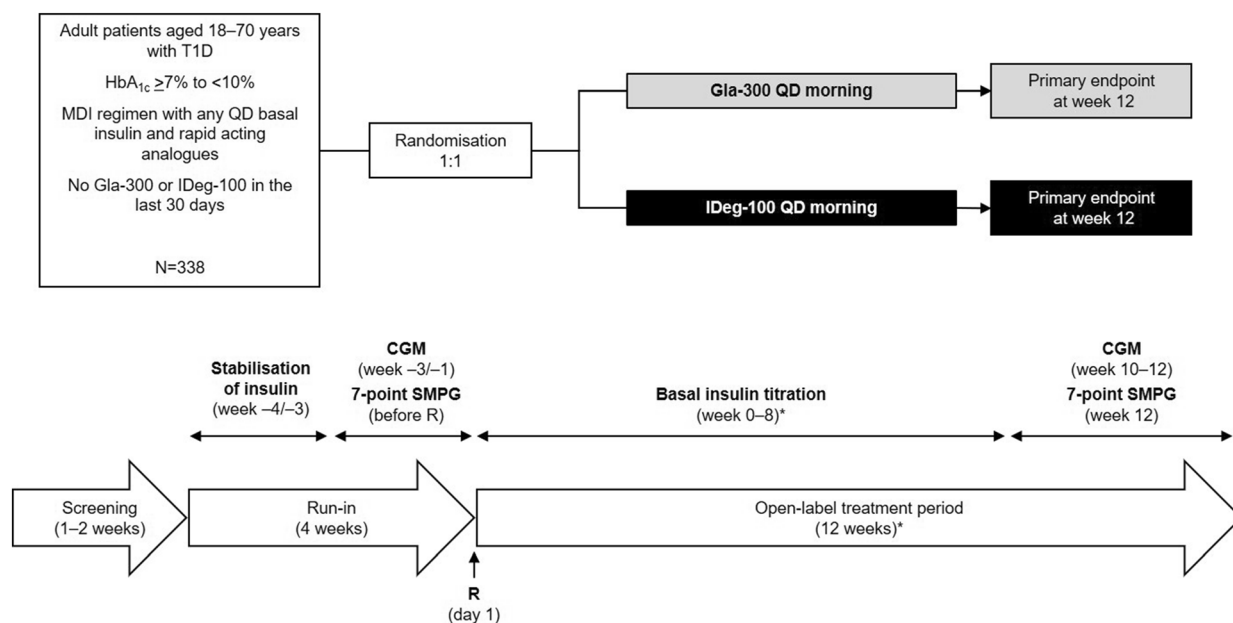 Adult patients aged 18–70 years
with T1D
HbA1c ≥7% to <10%
MDI regimen with any QD basal
insulin and rapid acting
analogues
No Gla-300 or IDeg-100 in the
last 30 days
N=338
Randomisation
1:1
Gla-300 QD morning
Primary endpoint
at week 12
IDeg-100 QD morning
Primary endpoint
at week 12
Stabilisation
of insulin
(week –4/–3)
CGM
(week –3/–1)
7-point SMPG
(before R)
Basal insulin titration
(week 0–8)*
CGM
(week 10–12)
7-point SMPG
(week 12)
Screening
(1–2 weeks)
Run-in
(4 weeks)
Open-label treatment period
(12 weeks)*
R
(day 1)